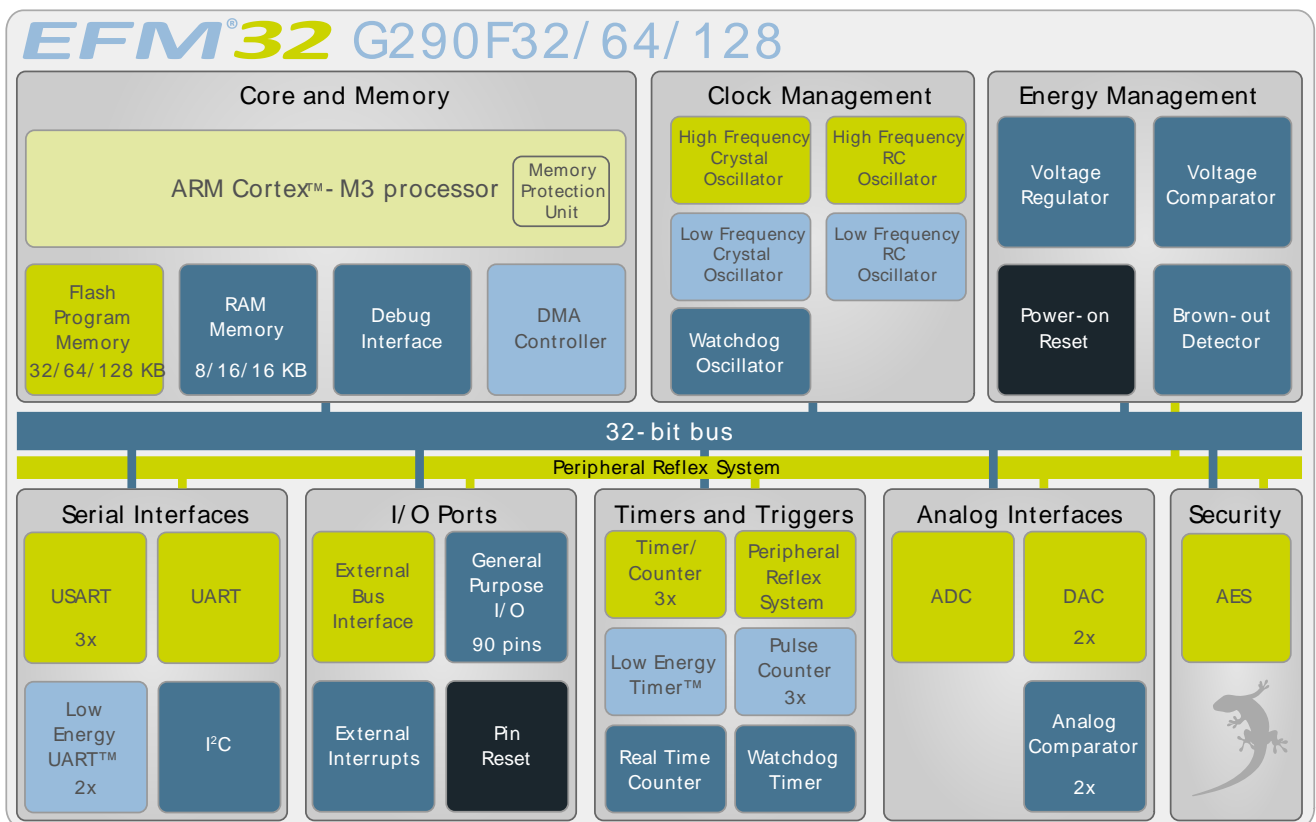 EFM®32 G290F32/64/128
Core and Memory
ARM Cortex™-M3 processor
Memory
Protection
Unit
Flash
Program
Memory
32/64/128 KB
RAM
Memory
8/16/16 KB
Debug
Interface
DMA
Controller
Clock Management
High Frequency
Crystal
Oscillator
High Frequency
RC
Oscillator
Low Frequency
Crystal
Oscillator
Low Frequency
RC
Oscillator
Watchdog
Oscillator
Energy Management
Voltage
Regulator
Voltage
Comparator
Power-on
Reset
Brown-out
Detector
32-bit bus
Peripheral Reflex System
Serial Interfaces
USART
3x
UART
Low
Energy
UART™
2x
I²C
I/O Ports
External
Bus
Interface
General
Purpose
I/O
90 pins
External
Interrupts
Pin
Reset
Timers and Triggers
Timer/
Counter
3x
Peripheral
Reflex
System
Low Energy
Timer™
Pulse
Counter
3x
Real Time
Counter
Watchdog
Timer
Analog Interfaces
ADC
DAC
2x
Analog
Comparator
2x
Security
AES